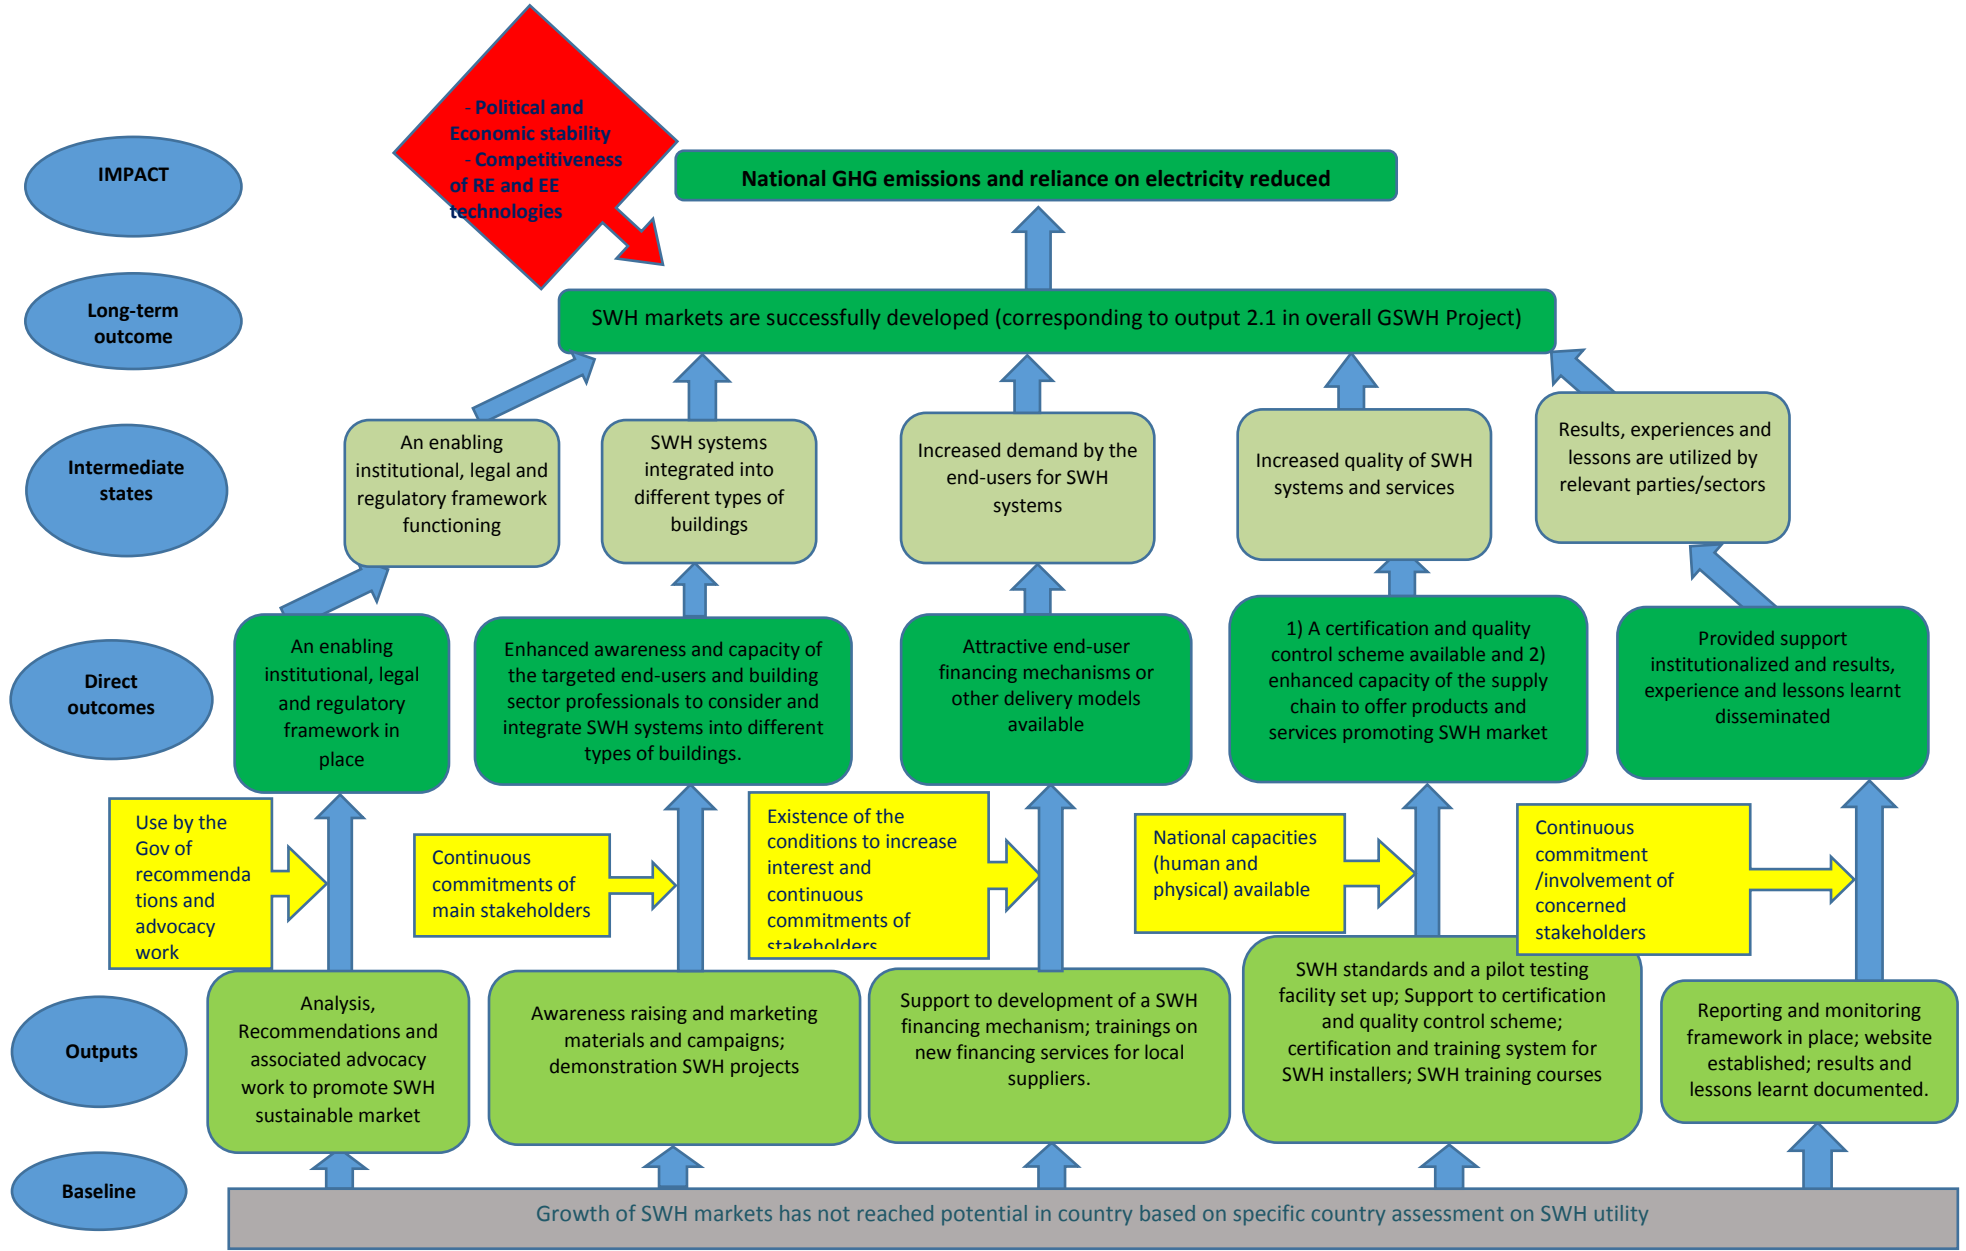 - Political and
Economic stability
- Competitiveness
of RE and EE
technologies
IMPACT
National GHG emissions and reliance on electricity reduced
Long-term
outcome
SWH markets are successfully developed (corresponding to output 2.1 in overall GSWH Project)
Intermediate
states
An enabling
institutional, legal and
regulatory framework
functioning
SWH systems
integrated into
different types of
buildings
Increased demand by the
end-users for SWH
systems
Increased quality of SWH
systems and services
Results, experiences and
lessons are utilized by
relevant parties/sectors
Direct
outcomes
An enabling
institutional, legal
and regulatory
framework in
place
Enhanced awareness and capacity of
the targeted end-users and building
sector professionals to consider and
integrate SWH systems into different
types of buildings.
Attractive end-user
financing mechanisms or
other delivery models
available
1) A certification and quality
control scheme available and 2)
enhanced capacity of the supply
chain to offer products and
services promoting SWH market
Provided support
institutionalized and results,
experience and lessons learnt
disseminated
Use by the
Gov of
recommenda
tions and
advocacy
work
Continuous
commitments of
main stakeholders
Existence of the
conditions to increase
interest and
continuous
commitments of
stakeholders
National capacities
(human and
physical) available
Continuous
commitment
/involvement of
concerned
stakeholders
Outputs
Analysis,
Recommendations and
associated advocacy
work to promote SWH
sustainable market
Awareness raising and marketing
materials and campaigns;
demonstration SWH projects
Support to development of a SWH
financing mechanism; trainings on
new financing services for local
suppliers.
SWH standards and a pilot testing
facility set up; Support to certification
and quality control scheme;
certification and training system for
SWH installers; SWH training courses
Reporting and monitoring
framework in place; website
established; results and
lessons learnt documented.
Baseline
Growth of SWH markets has not reached potential in country based on specific country assessment on SWH utility